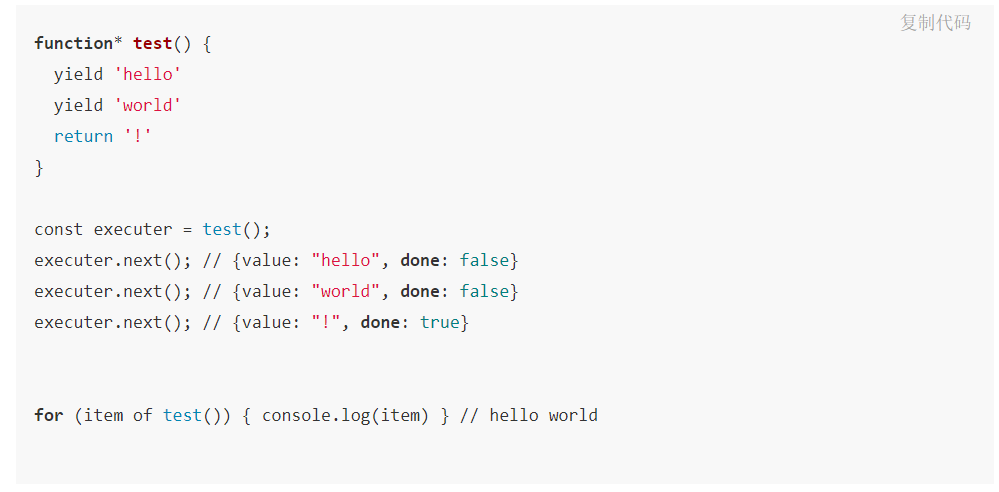 复制代码
function* test() {
  yield 'hello'
  yield 'world'
  return '!'
}
const executer = test();
executer.next(); // {value: "hello", done: false}
executer.next(); // {value: "world", done: false}
executer.next(); // {value: "!", done: true}
for (item of test()) { console.log(item) } // hello world